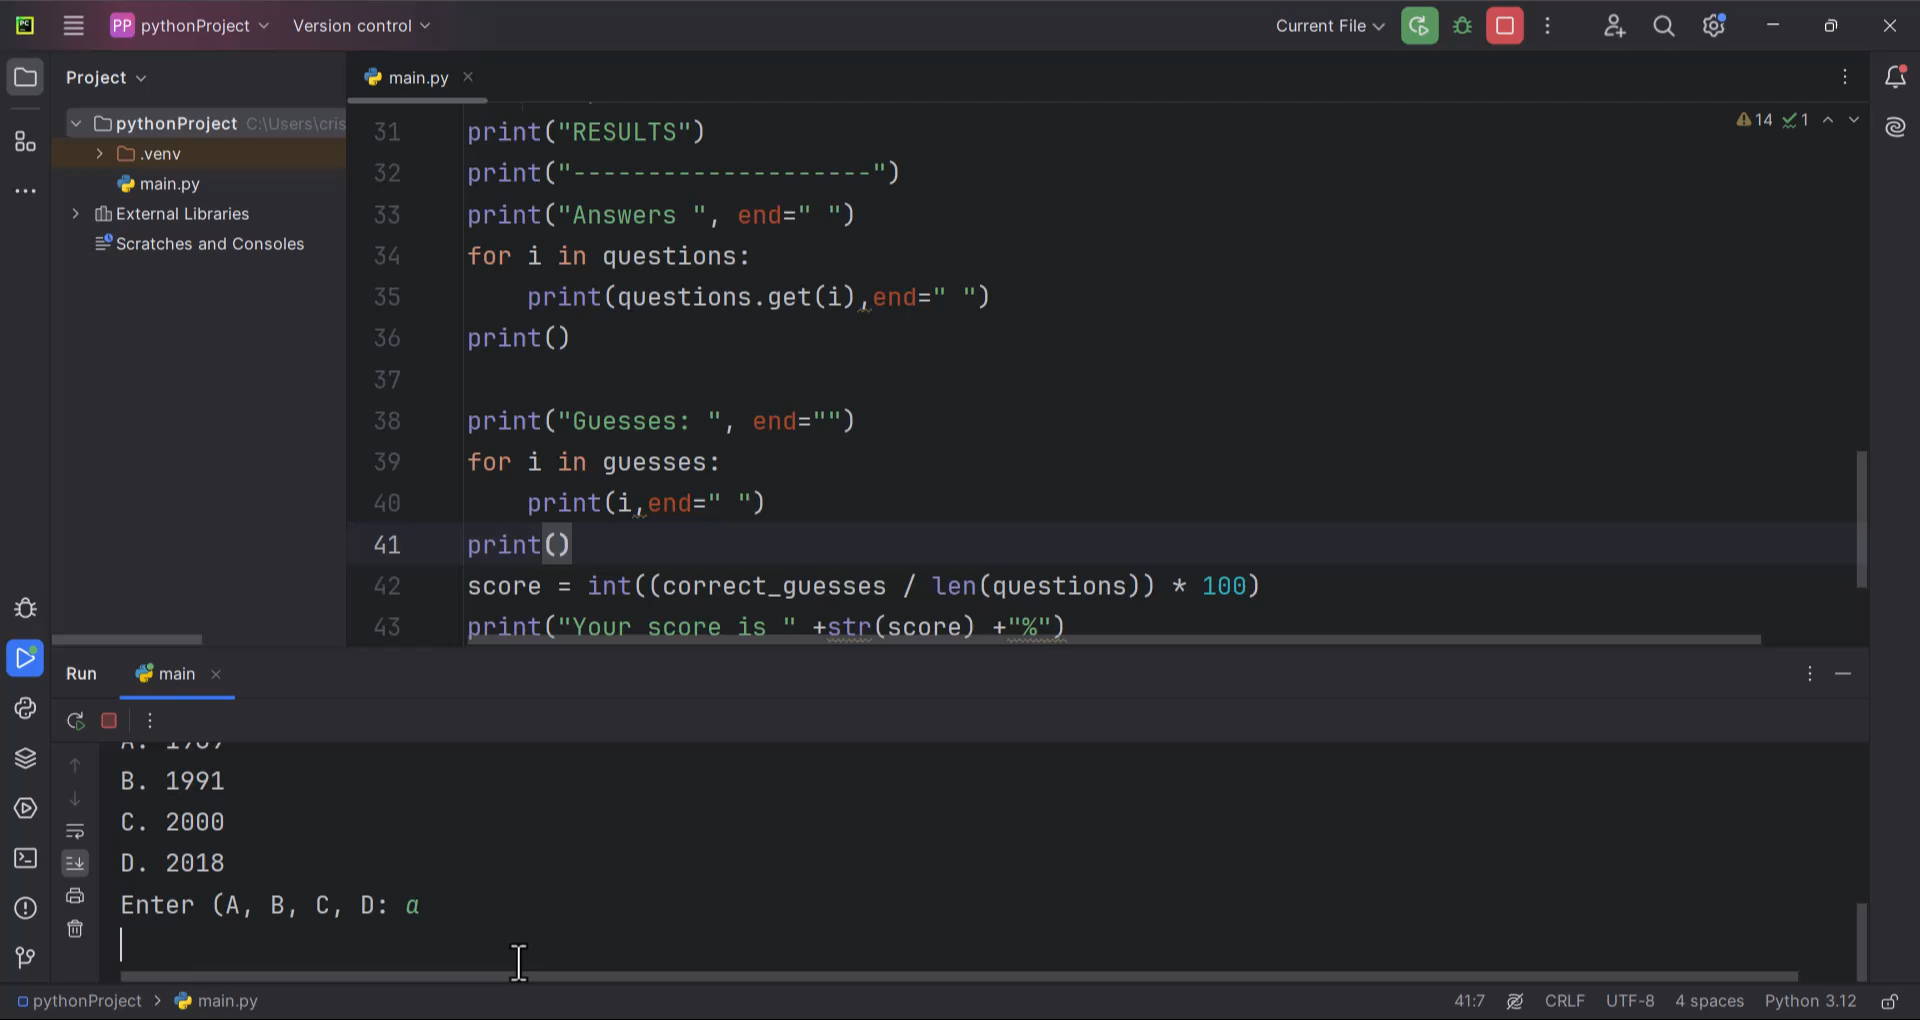 PC
PP pythonProject Version control Current File
Project main.py
pythonProject C:\Users\cris
.venv
main.py
External Libraries
Scratches and Consoles
14 1
31 print("RESULTS")
32 print("--------------------")
33 print("Answers ", end=" ")
34 for i in questions:
35 print(questions.get(i),end=" ")
36 print()
37
38 print("Guesses: ", end="")
39 for i in guesses:
40 print(i,end=" ")
41 print()
42 score = int((correct_guesses / len(questions)) * 100)
43 print("Your score is " +str(score) +"%")
Run main
B. 1991
C. 2000
D. 2018
Enter (A, B, C, D: a
pythonProject > main.py 41:7 CRLF UTF-8 4 spaces Python 3.12